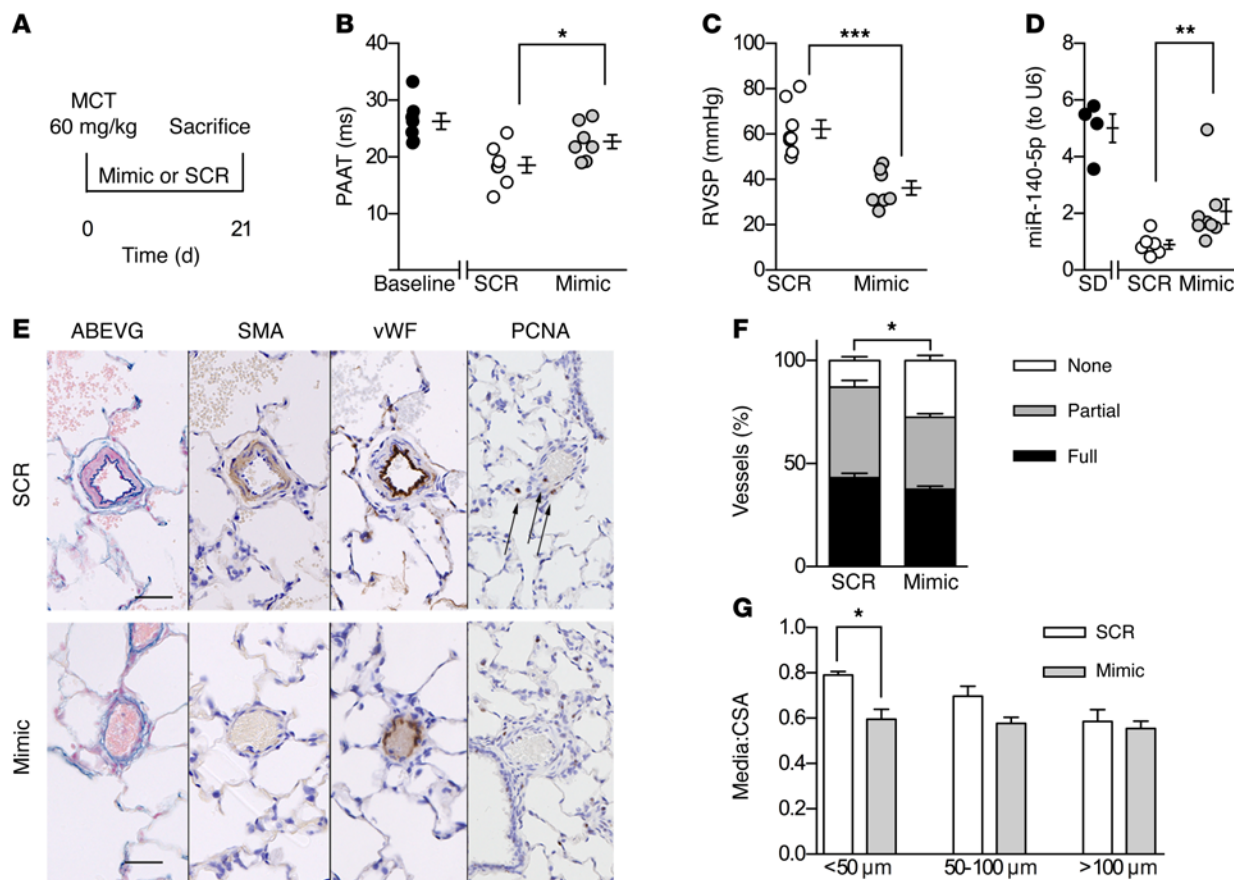 A
MCT
60 mg/kg
Sacrifice
Mimic or SCR
0
21
Time (d)
B
*
40
30
20
10
PAAT (ms)
Baseline
SCR
Mimic
C
***
100
80
60
40
20
0
RVSP (mmHg)
SCR
Mimic
D
**
8
6
4
2
0
miR-140-5p (to U6)
SD
SCR
Mimic
E
ABEVG
SMA
vWF
PCNA
SCR
Mimic
F
*
100
50
0
Vessels (%)
SCR
Mimic
None
Partial
Full
G
*
1.0
0.8
0.6
0.4
0.2
0.0
Media:CSA
SCR
Mimic
<50 µm
50-100 µm
>100 µm